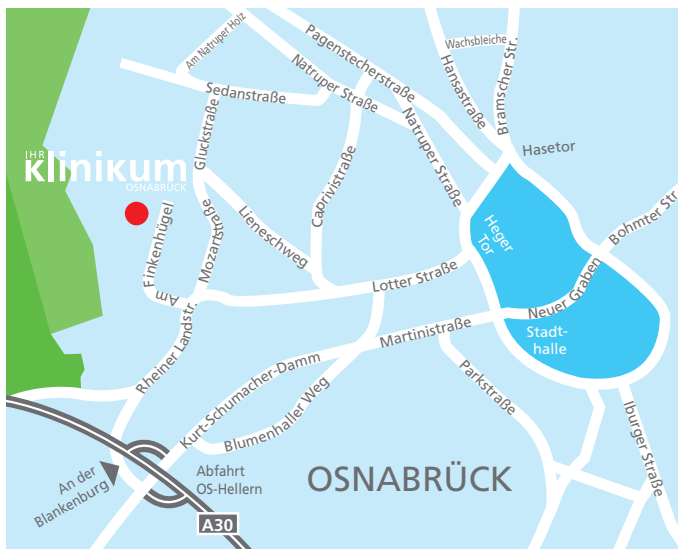 Am Natruper Holz
Pagenstecherstraße
Wachsbleiche
Hansastraße
Bramscher Str.
Natruper Straße
Sedanstraße
Gluckstraße
Natruper Straße
Hasetor
IHR
Klinikum
OSNABRÜCK
Caprivistraße
Lieneschweg
Mozartstraße
Am Finkenhügel
Heger
Tor
Bohmter Str.
Lotter Straße
Neuer Graben
Rheiner Landstr.
Martinistraße
Stadt-
halle
Kurt-Schumacher-Damm
Parkstraße
Blumenhaller Weg
Iburger Straße
An der
Blankenburg
Abfahrt
OS-Hellern
OSNABRÜCK
A30